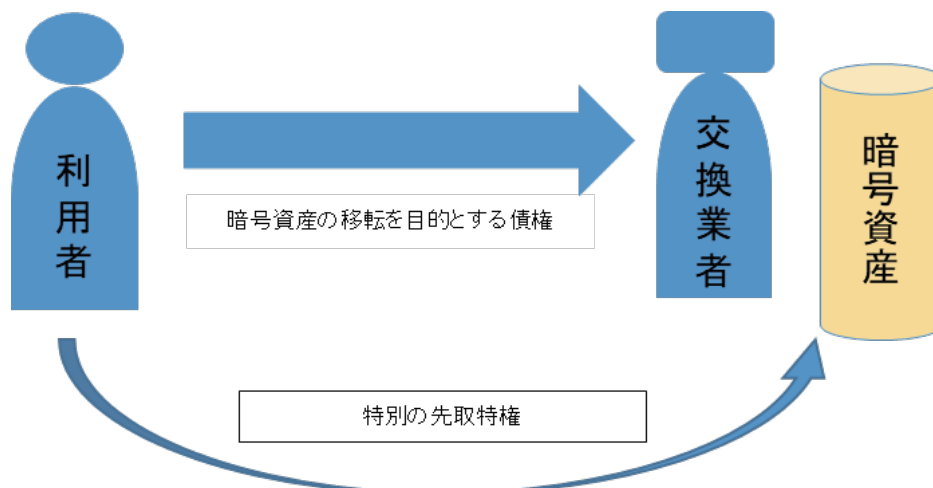 利用者
暗号資産の移転を目的とする債権
交換業者
暗号資産
特別の先取特権